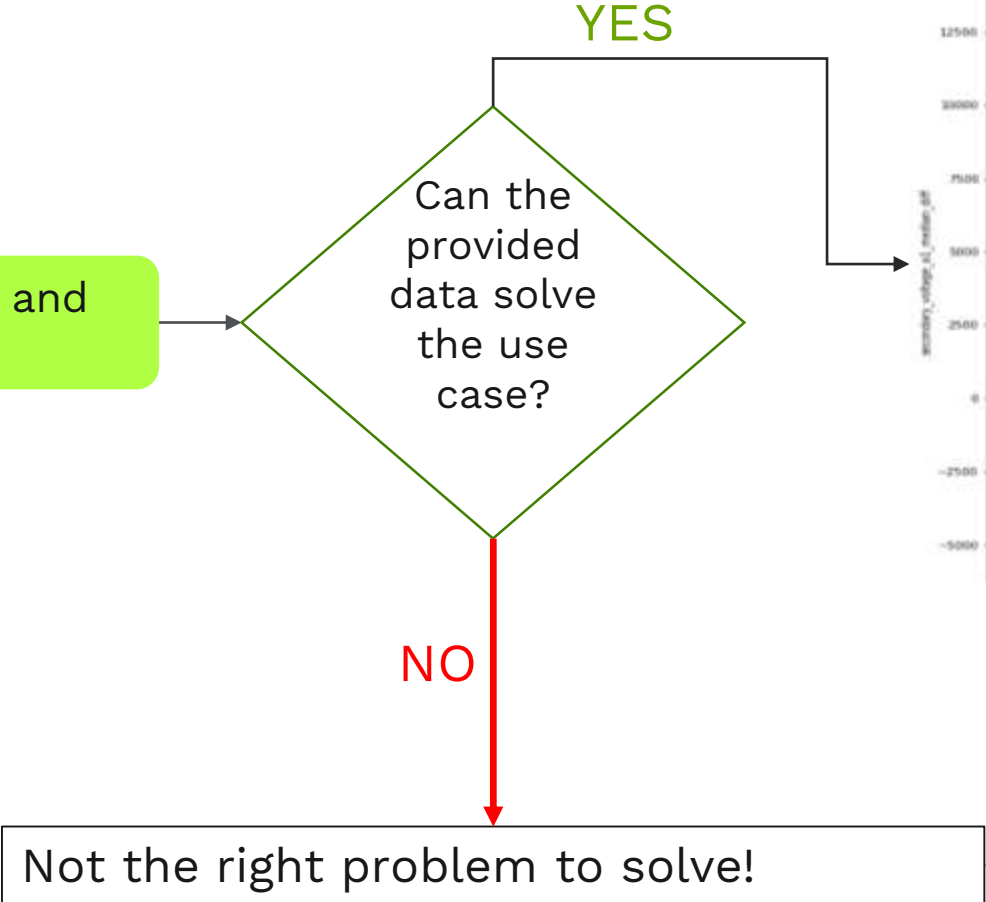 YES
12500
10000
7500
5000
2500
0
−2500
−5000
and
Can the
provided
data solve
the use
case?
NO
Not the right problem to solve!